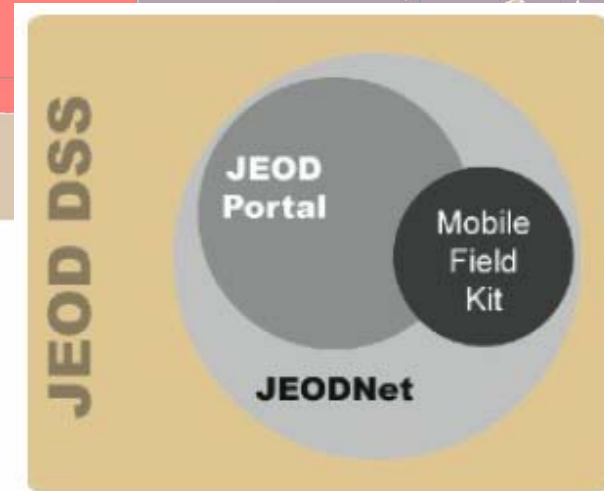 JEOD DSS
JEOD
Portal
Mobile
Field
Kit
JEODNet